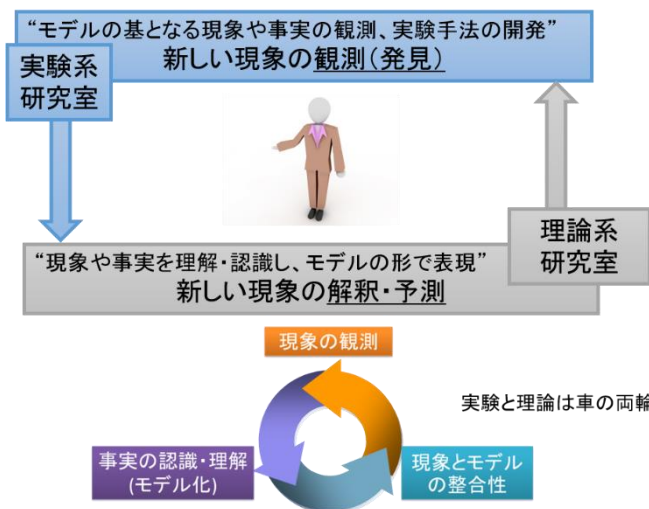 “モデルの基となる現象や事実の観測、実験手法の開発”
新しい現象の観測(発見)
実験系
研究室
理論系
研究室
“現象や事実を理解・認識し、モデルの形で表現”
新しい現象の解釈・予測
現象の観測
実験と理論は車の両輪
事実の認識・理解
(モデル化)
現象とモデル
の整合性